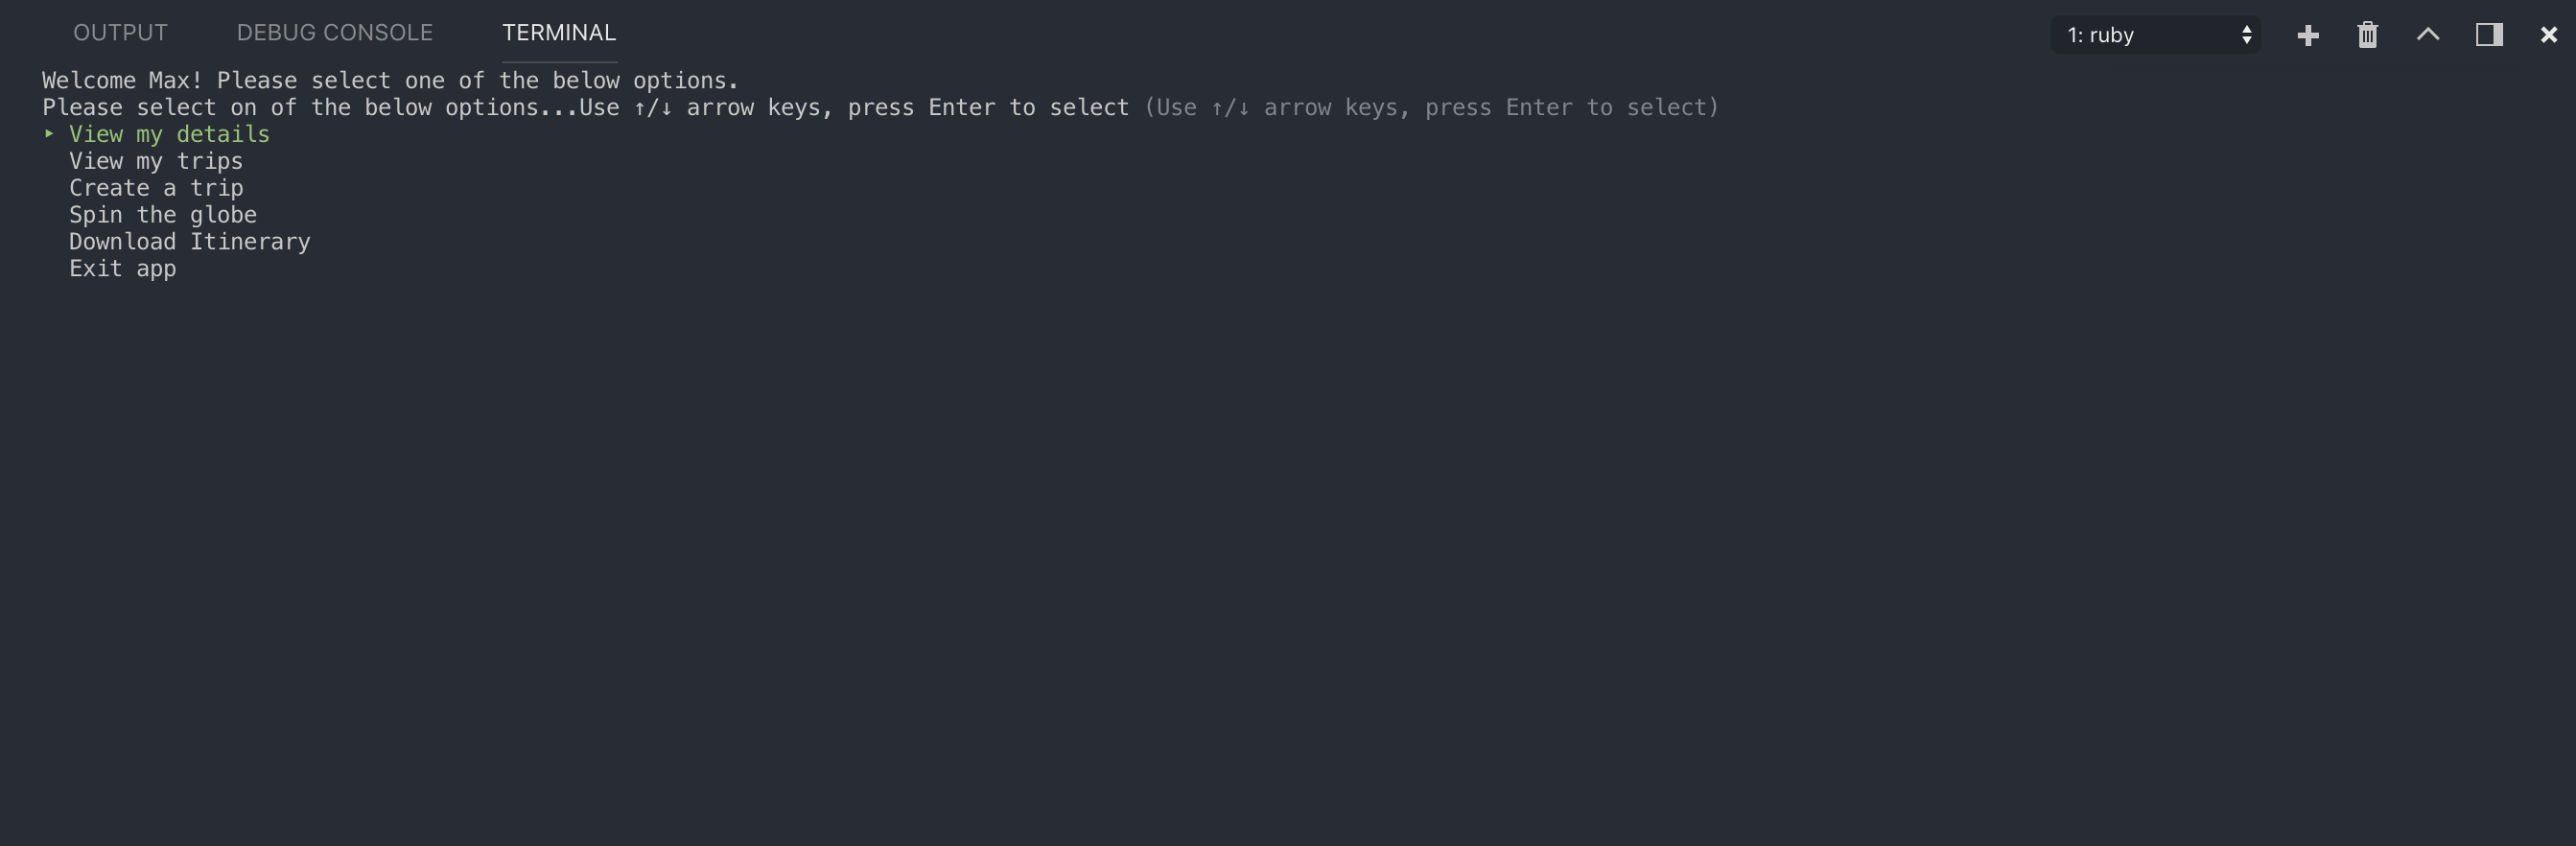 OUTPUT DEBUG CONSOLE TERMINAL 1: ruby
Welcome Max! Please select one of the below options.
Please select on of the below options...Use ↑/↓ arrow keys, press Enter to select (Use ↑/↓ arrow keys, press Enter to select)
‣ View my details
View my trips
Create a trip
Spin the globe
Download Itinerary
Exit app